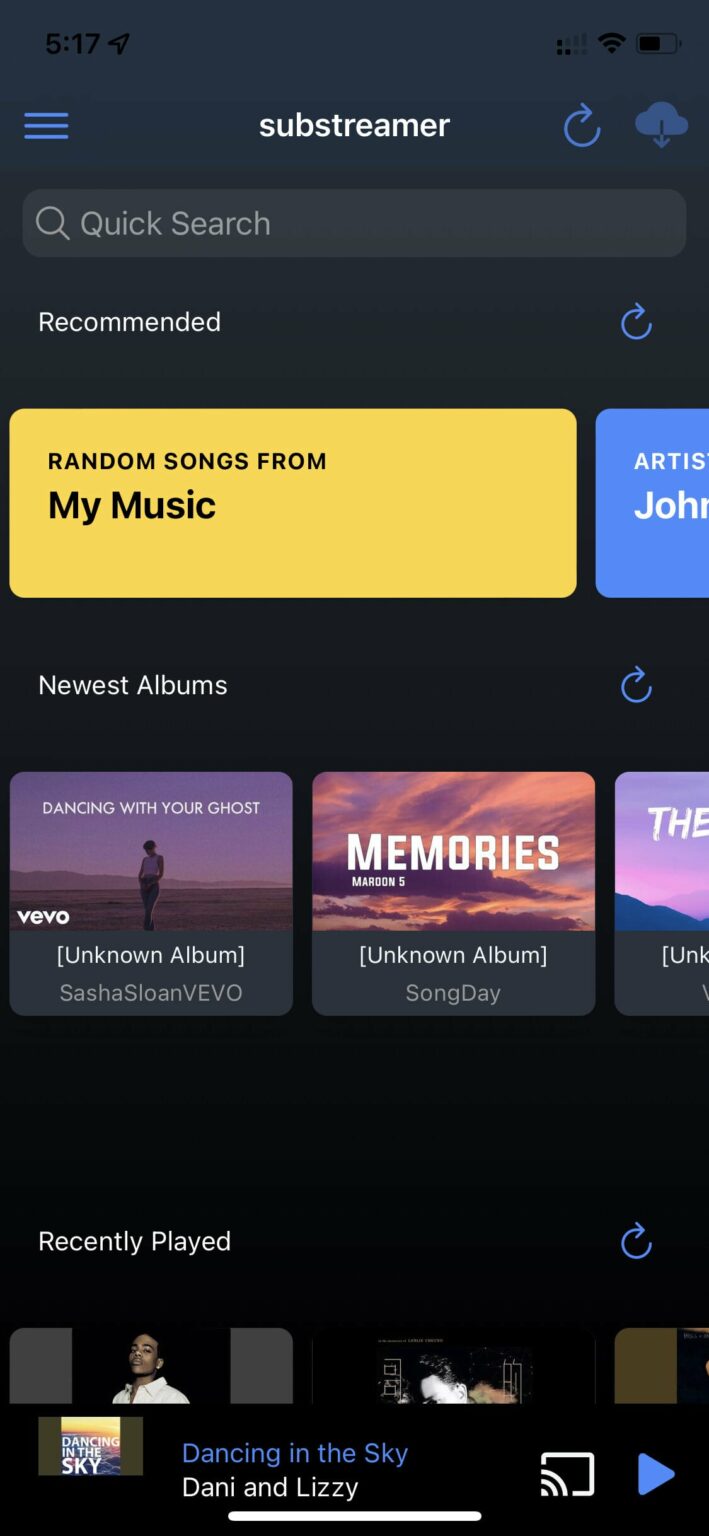 5:17
substreamer
Quick Search
Recommended
RANDOM SONGS FROM
My Music
ARTIS
John
Newest Albums
DANCING WITH YOUR GHOST
vevo
[Unknown Album]
SashaSloanVEVO
MEMORIES
MAROON 5
[Unknown Album]
SongDay
THE
[Unk
Recently Played
DANCING
IN THE
SKY
Dancing in the Sky
Dani and Lizzy